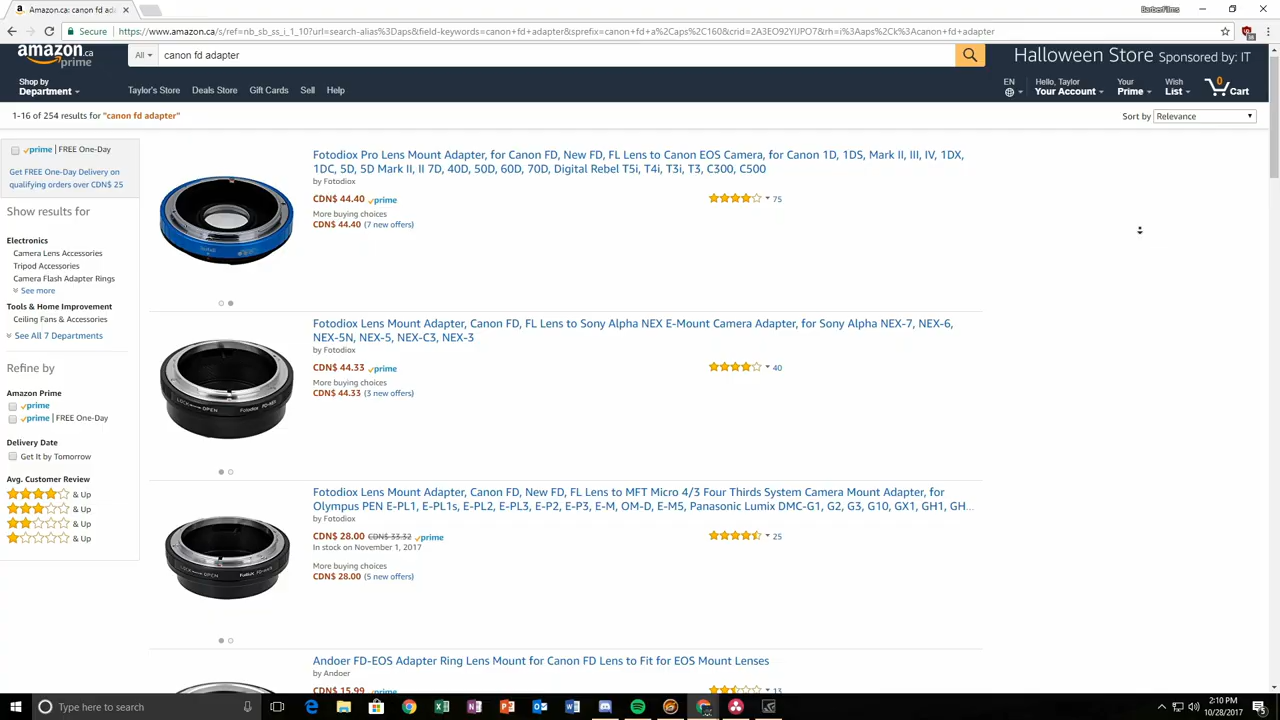 Amazon.ca: canon fd ad
BarberFilms
Secure
https://www.amazon.ca/s/ref=nb_sb_ss_i_1_10?url=search-alias%3Daps&field-keywords=canon+fd+adapter&sprefix=canon+fd+a%2Caps%2C160&crid=2A3EO92YUPO7&rh=i%3Aaps%2Ck%3Acanon+fd+adapter
amazon.ca
prime
All
canon fd adapter
Halloween Store Sponsored by: IT
Shop by
Department
Taylor's Store
Deals Store
Gift Cards
Sell
Help
EN
Hello, Taylor
Your Account
Your
Prime
Wish
List
0
Cart
1-16 of 254 results for "canon fd adapter"
Sort by
Relevance
prime | FREE One-Day
Get FREE One-Day Delivery on
qualifying orders over CDN$ 25
Show results for
Electronics
Camera Lens Accessories
Tripod Accessories
Camera Flash Adapter Rings
See more
Tools & Home Improvement
Ceiling Fans & Accessories
See All 7 Departments
Refine by
Amazon Prime
prime
prime | FREE One-Day
Delivery Date
Get It by Tomorrow
Avg. Customer Review
& Up
& Up
& Up
& Up
Fotodiox Pro Lens Mount Adapter, for Canon FD, New FD, FL Lens to Canon EOS Camera, for Canon 1D, 1DS, Mark II, III, IV, 1DX,
1DC, 5D, 5D Mark II, II 7D, 40D, 50D, 60D, 70D, Digital Rebel T5i, T4i, T3i, T3, C300, C500
by Fotodiox
CDN$ 44.40 prime
75
More buying choices
CDN$ 44.40 (7 new offers)
Fotodiox Lens Mount Adapter, Canon FD, FL Lens to Sony Alpha NEX E-Mount Camera Adapter, for Sony Alpha NEX-7, NEX-6,
NEX-5N, NEX-5, NEX-C3, NEX-3
by Fotodiox
CDN$ 44.33 prime
40
More buying choices
CDN$ 44.33 (3 new offers)
LOCK OPEN Fotodiox FD-NEX
Fotodiox Lens Mount Adapter, Canon FD, New FD, FL Lens to MFT Micro 4/3 Four Thirds System Camera Mount Adapter, for
Olympus PEN E-PL1, E-PL1s, E-PL2, E-PL3, E-P2, E-P3, E-M, OM-D, E-M5, Panasonic Lumix DMC-G1, G2, G3, G10, GX1, GH1, GH...
by Fotodiox
CDN$ 28.00 CDN$ 33.32 prime
25
In stock on November 1, 2017
More buying choices
CDN$ 28.00 (5 new offers)
Andoer FD-EOS Adapter Ring Lens Mount for Canon FD Lens to Fit for EOS Mount Lenses
by Andoer
CDN$ 15.99 prime
13
Type here to search
2:10 PM
10/28/2017